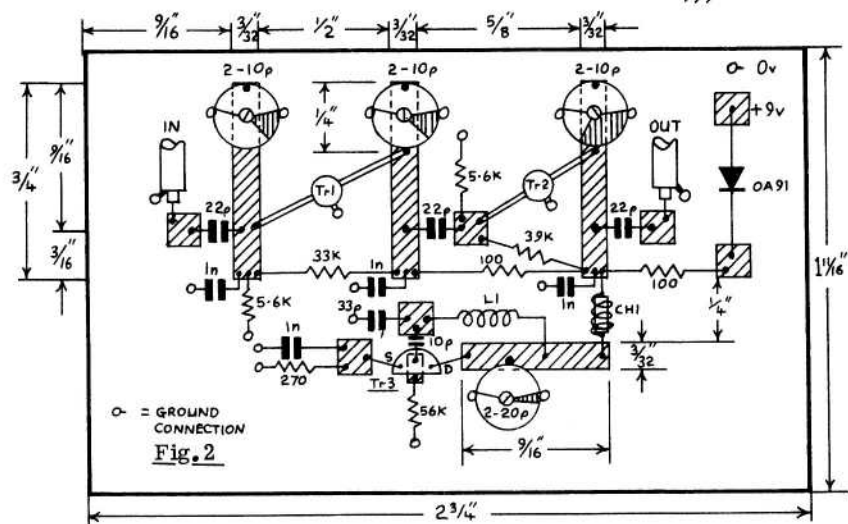 9/16" 3/32" 1/2" 3/32" 5/8" 3/32"
2-10p 2-10p 2-10p o- 0v
+9v
IN
OUT
1/4"
9/16"
3/4"
3/16"
Tr1
Tr2
5·6K
OA91
22p
22p
39K
22p
33K
100
100
1n
1n
1n
5·6K
33p
L1
CH1
1/4"
1n
10p
S
D
3/32"
270
Tr3
56K
2-20p
o- = GROUND
CONNECTION
Fig.2
9/16"
1 11/16"
2 3/4"